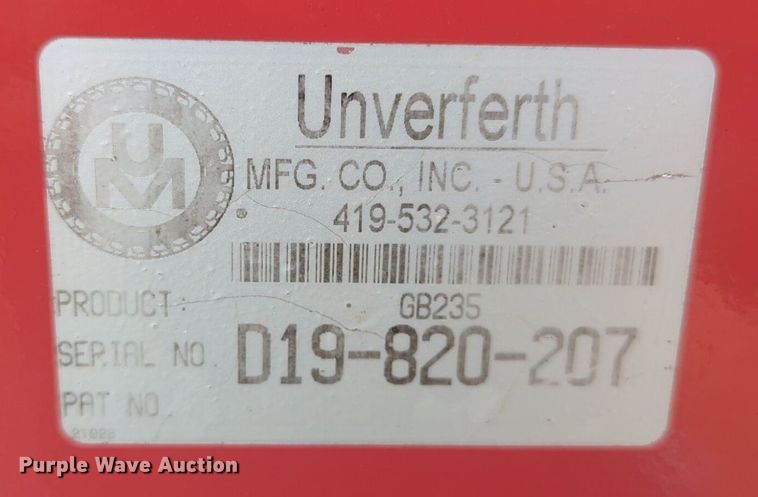 UM
Unverferth
MFG. CO., INC. - U.S.A.
419-532-3121
PRODUCT: GB235
SERIAL NO. D19-820-207
PAT NO.
Purple Wave Auction